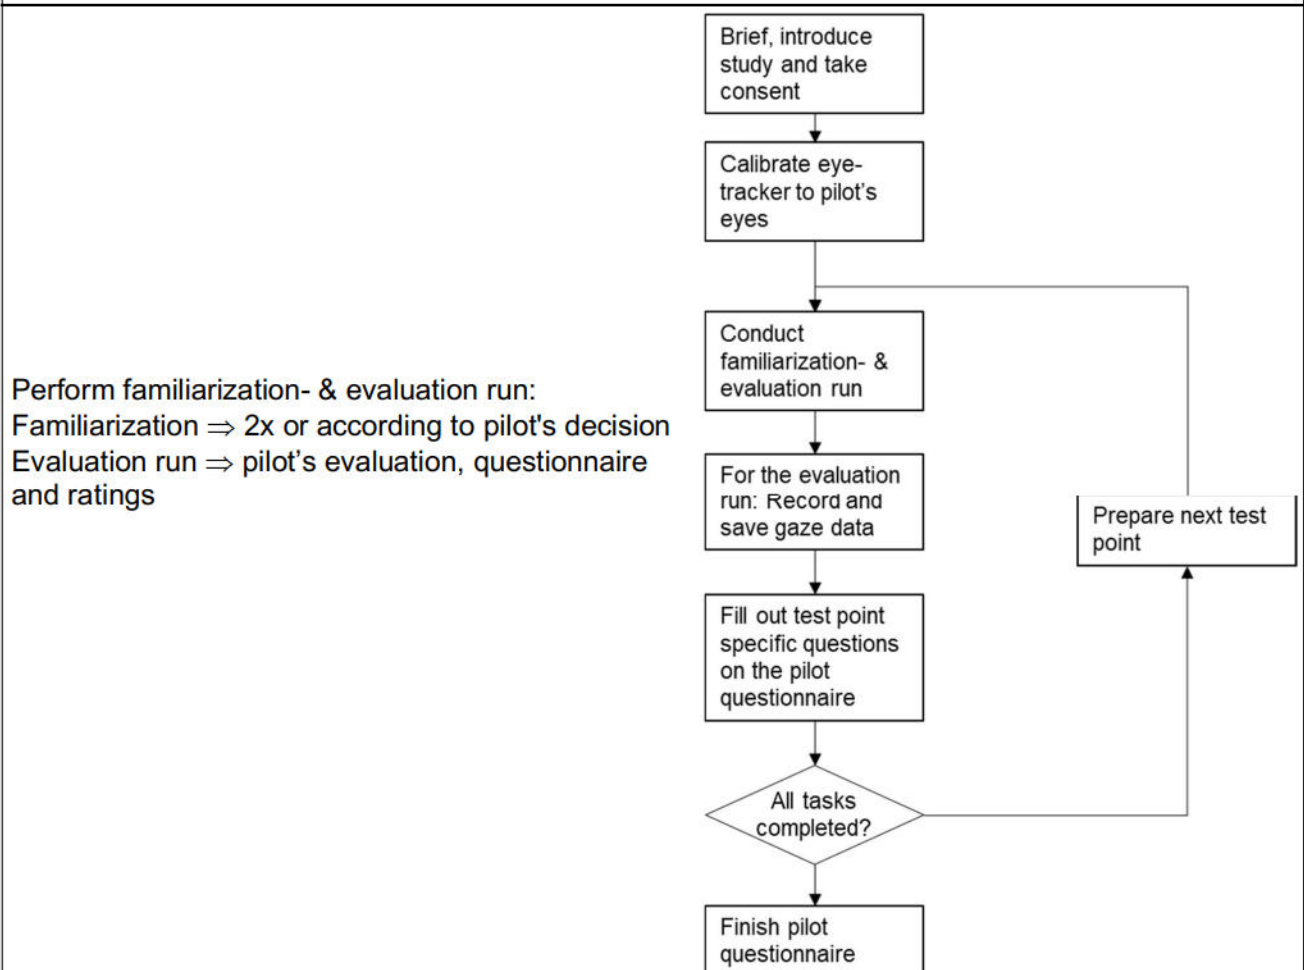 Brief, introduce
study and take
consent
Calibrate eye-
tracker to pilot's
eyes
Conduct
familiarization- &
evaluation run
Perform familiarization- & evaluation run:
Familiarization ⇒ 2x or according to pilot's decision
Evaluation run ⇒ pilot's evaluation, questionnaire
and ratings
For the evaluation
run: Record and
save gaze data
Prepare next test
point
Fill out test point
specific questions
on the pilot
questionnaire
All tasks
completed?
Finish pilot
questionnaire